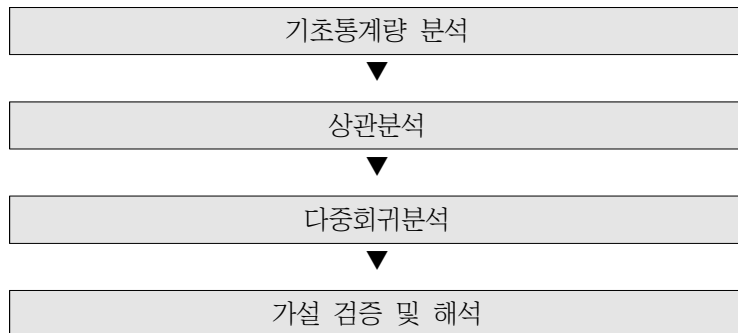 기초통계량 분석
▼
상관분석
▼
다중회귀분석
▼
가설 검증 및 해석